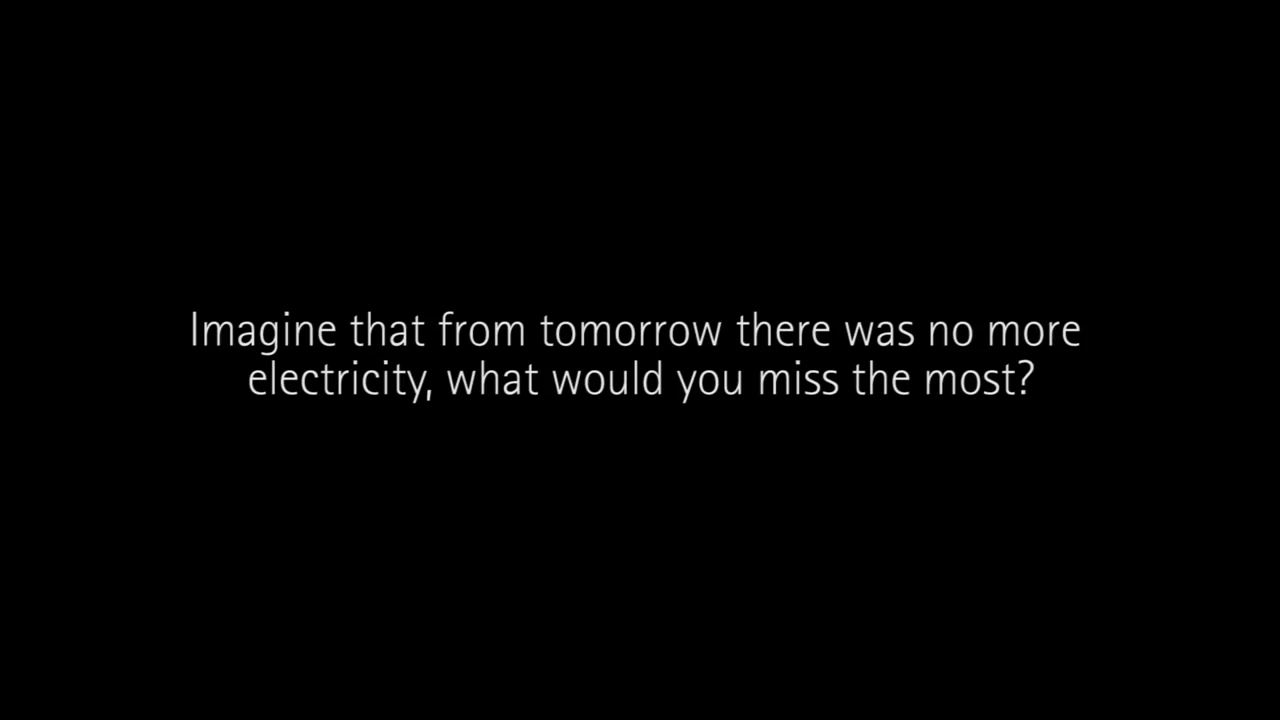 Imagine that from tomorrow there was no more
electricity, what would you miss the most?